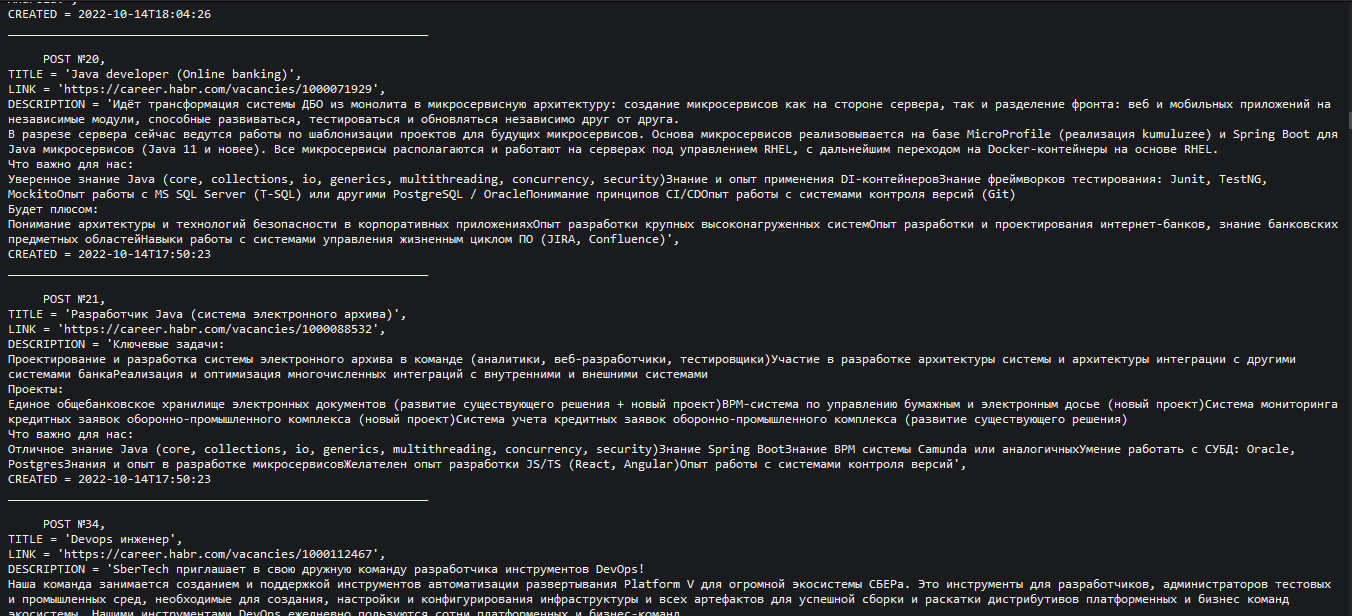 CREATED = 2022-10-14T18:04:26
POST №20,
TITLE = 'Java developer (Online banking)',
LINK = 'https://career.habr.com/vacancies/1000071929',
DESCRIPTION = 'Идёт трансформация системы ДБО из монолита в микросервисную архитектуру: создание микросервисов как на стороне сервера, так и разделение фронта: веб и мобильных приложений на
независимые модули, способные развиваться, тестироваться и обновляться независимо друг от друга.
В разрезе сервера сейчас ведутся работы по шаблонизации проектов для будущих микросервисов. Основа микросервисов реализовывается на базе MicroProfile (реализация kumuluzee) и Spring Boot для
Java микросервисов (Java 11 и новее). Все микросервисы располагаются и работают на серверах под управлением RHEL, с дальнейшим переходом на Docker-контейнеры на основе RHEL.
Что важно для нас:
Уверенное знание Java (core, collections, io, generics, multithreading, concurrency, security)Знание и опыт применения DI-контейнеровЗнание фреймворков тестирования: Junit, TestNG,
MockitoОпыт работы с MS SQL Server (T-SQL) или другими PostgreSQL / OracleПонимание принципов CI/CDОпыт работы с системами контроля версий (Git)
Будет плюсом:
Понимание архитектуры и технологий безопасности в корпоративных приложенияхОпыт разработки крупных высоконагруженных системОпыт разработки и проектирования интернет-банков, знание банковских
предметных областейНавыки работы с системами управления жизненным циклом ПО (JIRA, Confluence)',
CREATED = 2022-10-14T17:50:23
POST №21,
TITLE = 'Разработчик Java (система электронного архива)',
LINK = 'https://career.habr.com/vacancies/1000088532',
DESCRIPTION = 'Ключевые задачи:
Проектирование и разработка системы электронного архива в команде (аналитики, веб-разработчики, тестировщики)Участие в разработке архитектуры системы и архитектуры интеграции с другими
системами банкаРеализация и оптимизация многочисленных интеграций с внутренними и внешними системами
Проекты:
Единое общебанковское хранилище электронных документов (развитие существующего решения + новый проект)BPM-система по управлению бумажным и электронным досье (новый проект)Система мониторинга
кредитных заявок оборонно-промышленного комплекса (новый проект)Система учета кредитных заявок оборонно-промышленного комплекса (развитие существующего решения)
Что важно для нас:
Отличное знание Java (core, collections, io, generics, multithreading, concurrency, security)Знание Spring BootЗнание BPM системы Camunda или аналогичныхУмение работать с СУБД: Oracle,
PostgresЗнания и опыт в разработке микросервисовЖелателен опыт разработки JS/TS (React, Angular)Опыт работы с системами контроля версий',
CREATED = 2022-10-14T17:50:23
POST №34,
TITLE = 'Devops инженер',
LINK = 'https://career.habr.com/vacancies/1000112467',
DESCRIPTION = 'SberTech приглашает в свою дружную команду разработчика инструментов DevOps!
Наша команда занимается созданием и поддержкой инструментов автоматизации развертывания Platform V для огромной экосистемы СБЕРа. Это инструменты для разработчиков, администраторов тестовых
и промышленных сред, необходимые для создания, настройки и конфигурирования инфраструктуры и всех артефактов для успешной сборки и раскатки дистрибутивов платформенных и бизнес команд
экосистемы. Нашими инструментами DevOps ежедневно пользуются сотни платформенных и бизнес-команд